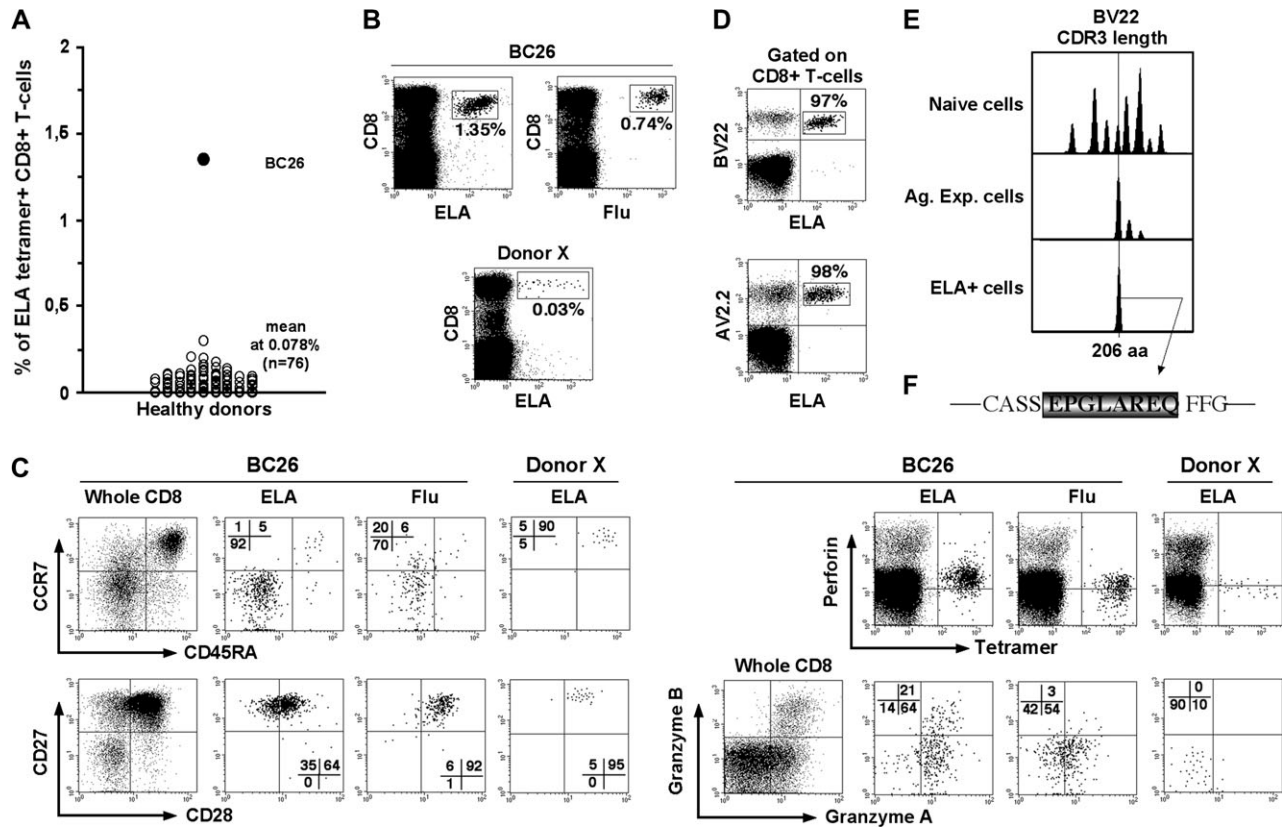 A
% of ELA tetramer+ CD8+ T-cells
2
1,5
1
0,5
0
BC26
mean
at 0.078%
(n=76)
Healthy donors
B
BC26
CD8
1.35%
ELA
CD8
0.74%
Flu
Donor X
CD8
0.03%
ELA
D
Gated on
CD8+ T-cells
97%
BV22
ELA
98%
AV2.2
ELA
E
BV22
CDR3 length
Naive cells
Ag. Exp. cells
ELA+ cells
206 aa
F
CASS EPGLAREQ FFG
C
BC26
Donor X
Whole CD8
ELA
Flu
ELA
1 5
92
20 6
70
5 90
5
CCR7
CD45RA
35 64
0
6 92
1
5 95
0
CD27
CD28
BC26
Donor X
ELA
Flu
ELA
Perforin
Tetramer
Whole CD8
21
14 64
3
42 54
0
90 10
Granzyme B
Granzyme A